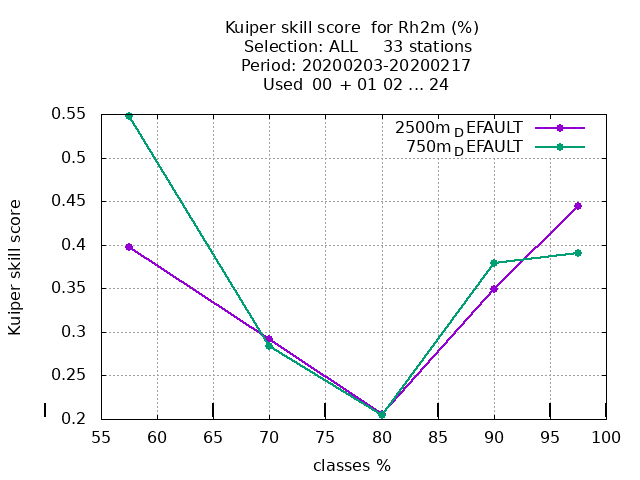 Kuiper skill score  for Rh2m (%)
Selection: ALL     33 stations
Period: 20200203-20200217
Used  00 + 01 02 ... 24
2500m_DEFAULT
750m_DEFAULT
Kuiper skill score
0.55
0.5
0.45
0.4
0.35
0.3
0.25
0.2
55 60 65 70 75 80 85 90 95 100
classes %